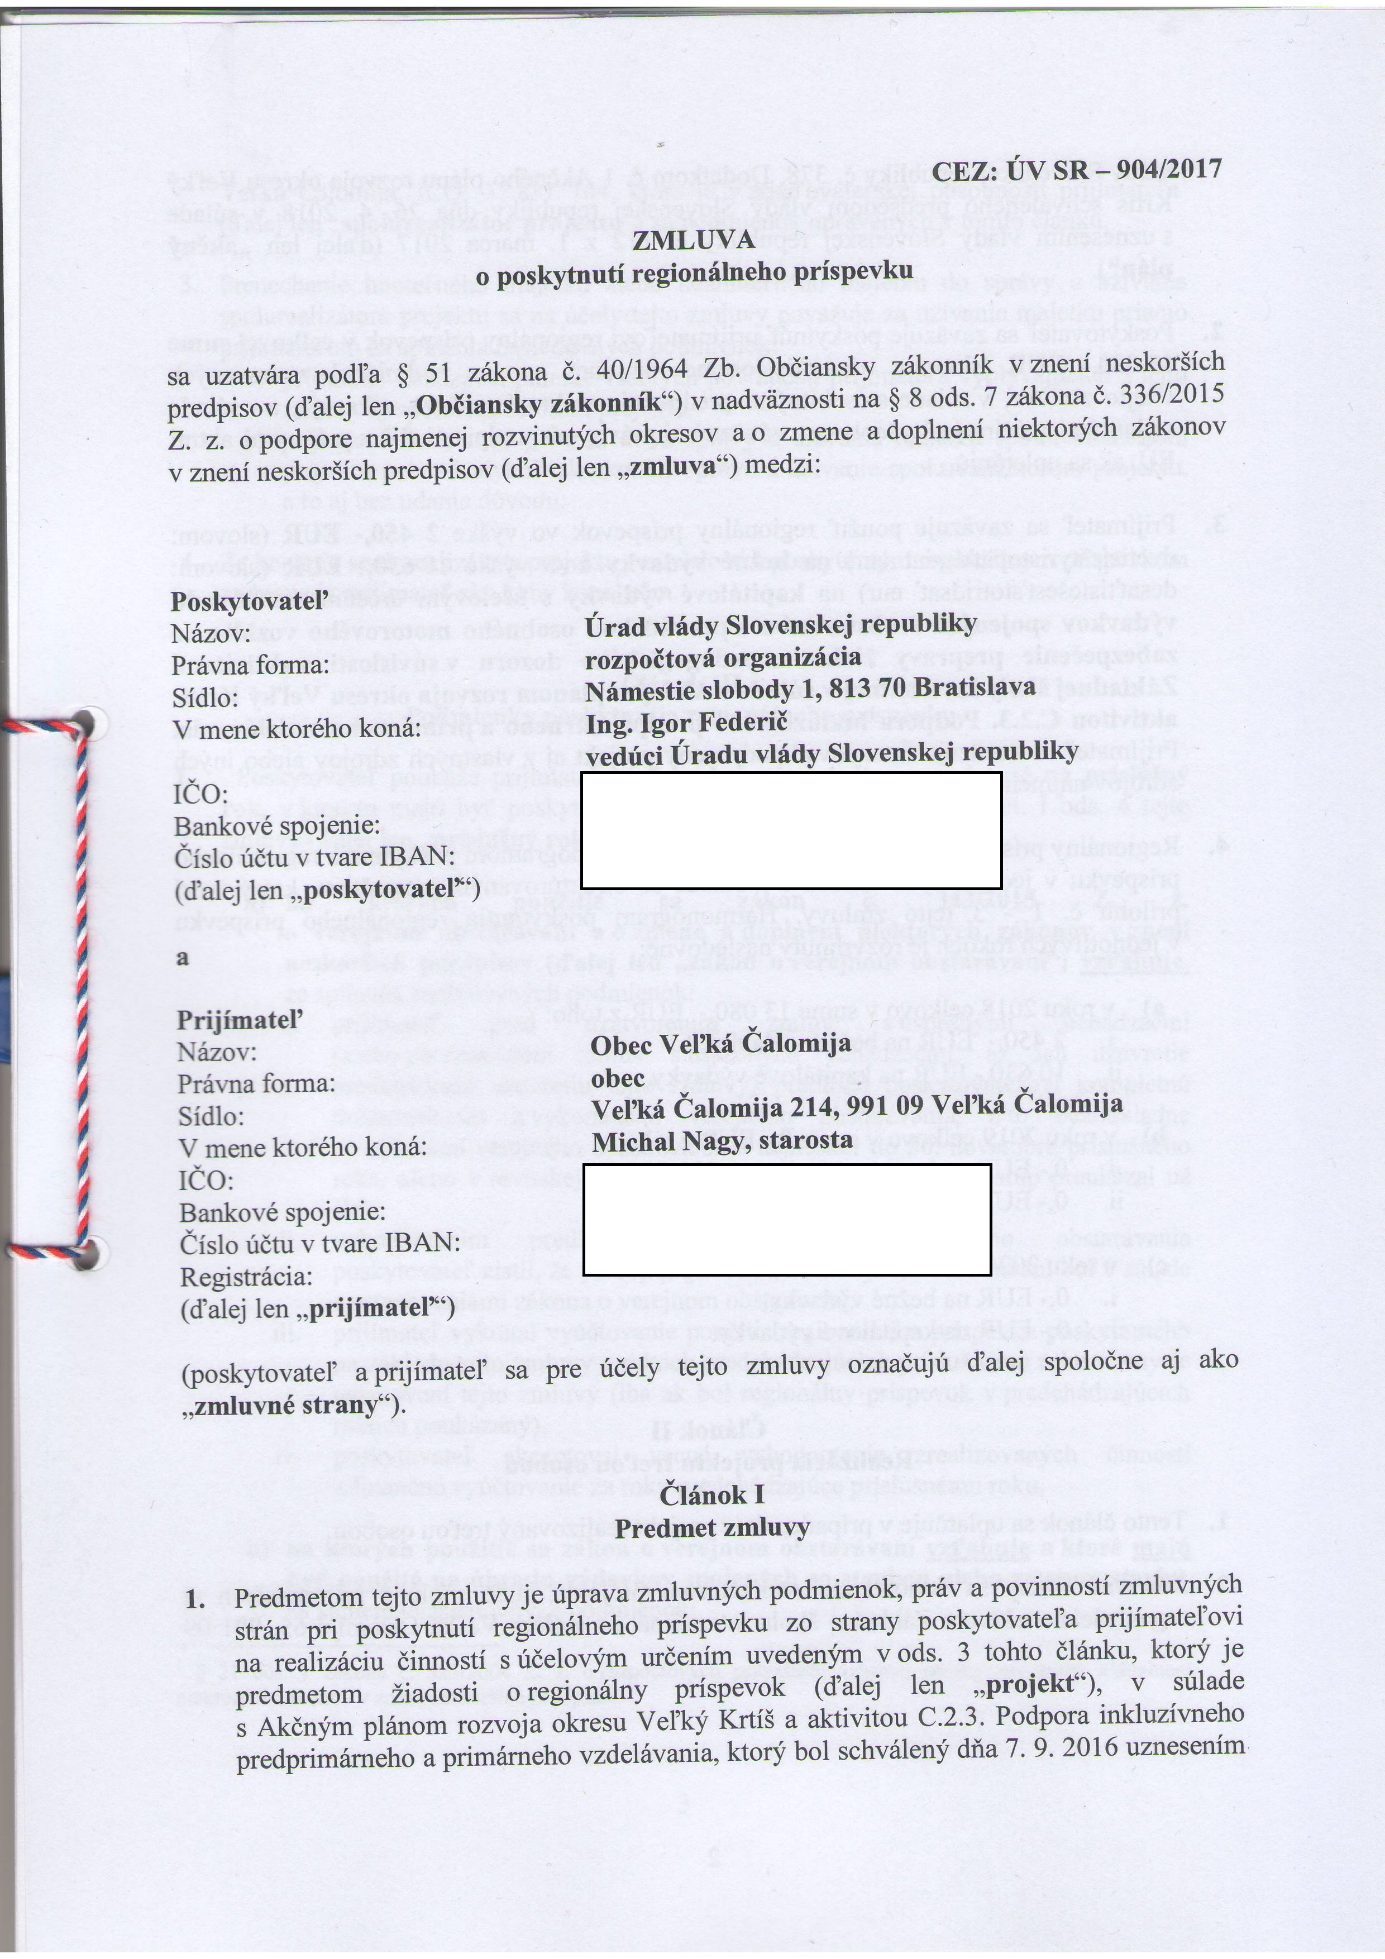 CEZ: ÚV SR – 904/2017
ZMLUVA
o poskytnutí regionálneho príspevku
sa uzatvára podľa § 51 zákona č. 40/1964 Zb. Občiansky zákonník v znení neskorších
predpisov (ďalej len „Občiansky zákonník“) v nadväznosti na § 8 ods. 7 zákona č. 336/2015
Z. z. o podpore najmenej rozvinutých okresov a o zmene a doplnení niektorých zákonov
v znení neskorších predpisov (ďalej len „zmluva“) medzi:
Poskytovateľ
Názov: Úrad vlády Slovenskej republiky
Právna forma: rozpočtová organizácia
Sídlo: Námestie slobody 1, 813 70 Bratislava
V mene ktorého koná: Ing. Igor Federič
vedúci Úradu vlády Slovenskej republiky
IČO:
Bankové spojenie:
Číslo účtu v tvare IBAN:
(ďalej len „poskytovateľ“)
a
Prijímateľ
Názov: Obec Veľká Čalomija
Právna forma: obec
Sídlo: Veľká Čalomija 214, 991 09 Veľká Čalomija
V mene ktorého koná: Michal Nagy, starosta
IČO:
Bankové spojenie:
Číslo účtu v tvare IBAN:
Registrácia:
(ďalej len „prijímateľ“)
(poskytovateľ a prijímateľ sa pre účely tejto zmluvy označujú ďalej spoločne aj ako
„zmluvné strany“).
Článok I
Predmet zmluvy
1. Predmetom tejto zmluvy je úprava zmluvných podmienok, práv a povinností zmluvných
strán pri poskytnutí regionálneho príspevku zo strany poskytovateľa prijímateľovi
na realizáciu činností s účelovým určením uvedeným v ods. 3 tohto článku, ktorý je
predmetom žiadosti o regionálny príspevok (ďalej len „projekt“), v súlade
s Akčným plánom rozvoja okresu Veľký Krtíš a aktivitou C.2.3. Podpora inkluzívneho
predprimárneho a primárneho vzdelávania, ktorý bol schválený dňa 7. 9. 2016 uznesením